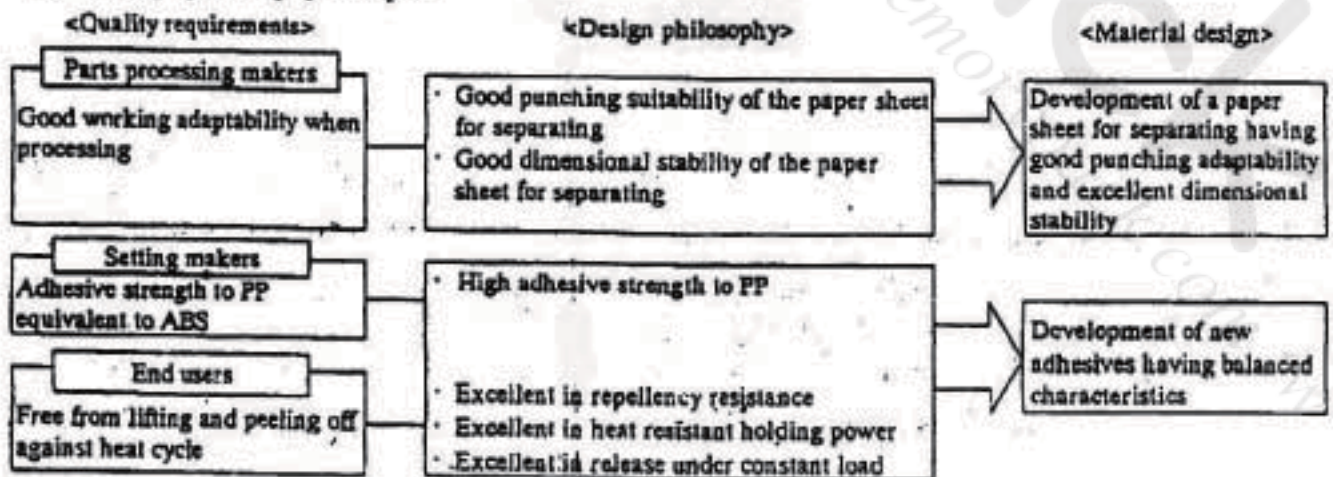 <Quality requirements>
<Design philosophy>
<Material design>
Parts processing makers
Good working adaptability when
processing
· Good punching suitability of the paper sheet
for separating
· Good dimensional stability of the paper
sheet for separating
Development of a paper
sheet for separating having
good punching adaptability
and excellent dimensional
stability
Setting makers
Adhesive strength to PP
equivalent to ABS
· High adhesive strength to PP
End users
Free from lifting and peeling off
against heat cycle
· Excellent in repellency resistance
· Excellent in heat resistant holding power
· Excellent in release under constant load
Development of new
adhesives having balanced
characteristics